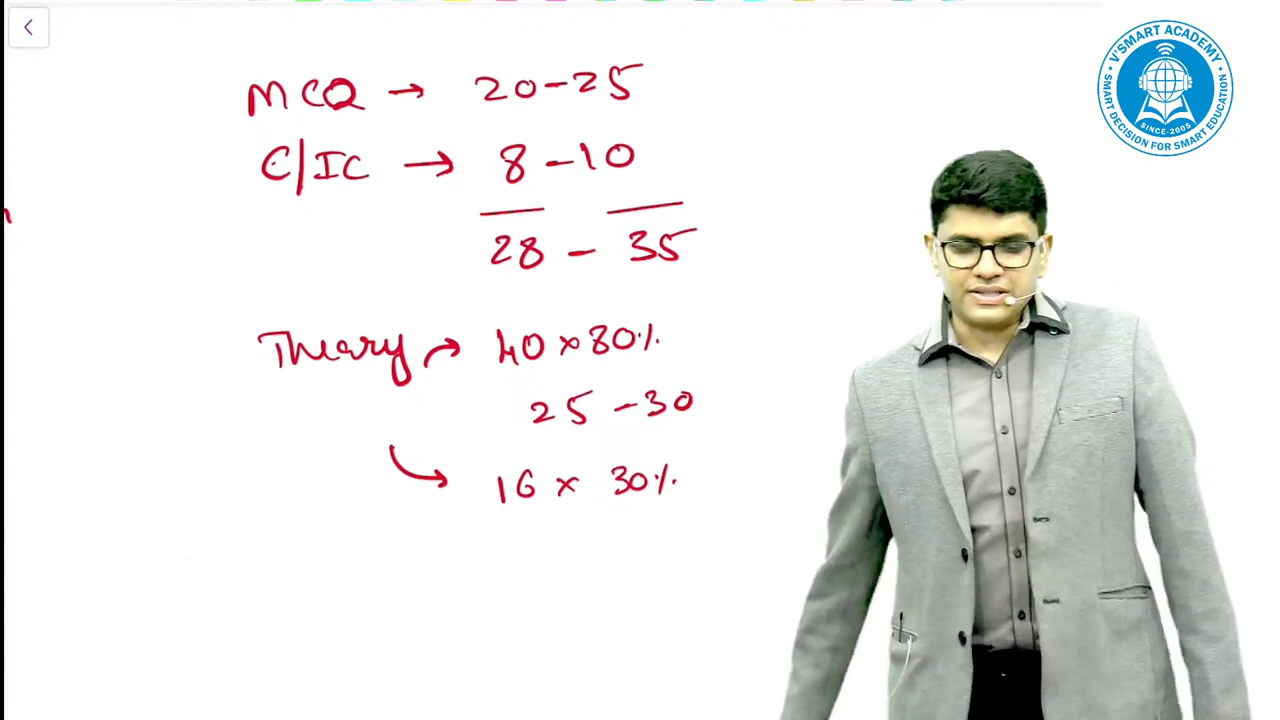 MCQ → 20-25
C/IC → 8-10
28 - 35
Theory → 40 × 80%
25 - 30
→ 16 × 30%
V'SMART ACADEMY
SMART DECISION FOR SMART EDUCATION
SINCE-2005